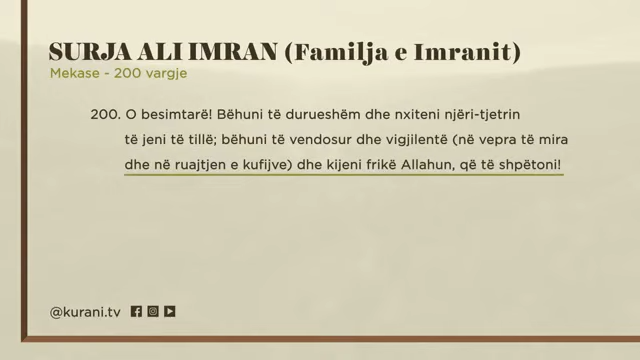 SURJA ALI IMRAN (Familja e Imranit)
Mekase - 200 vargje
200. O besimtarë! Bëhuni të durueshëm dhe nxiteni njëri-tjetrin
të jeni të tillë; bëhuni të vendosur dhe vigjilentë (në vepra të mira
dhe në ruajtjen e kufijve) dhe kijeni frikë Allahun, që të shpëtoni!
@kurani.tv